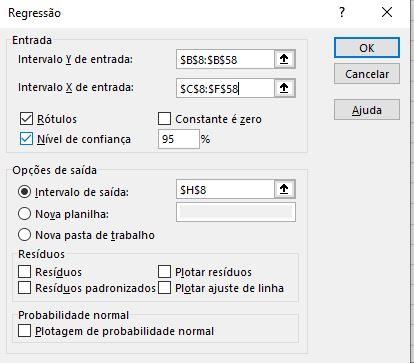 Regressão ? ×
Entrada
Intervalo Y de entrada: $B$8:$B$58
OK
Intervalo X de entrada: $C$8:$F$58
Cancelar
Rótulos Constante é zero
Ajuda
Nível de confiança 95 %
Opções de saída
Intervalo de saída: $H$8
Nova planilha:
Nova pasta de trabalho
Resíduos
Resíduos Plotar resíduos
Resíduos padronizados Plotar ajuste de linha
Probabilidade normal
Plotagem de probabilidade normal